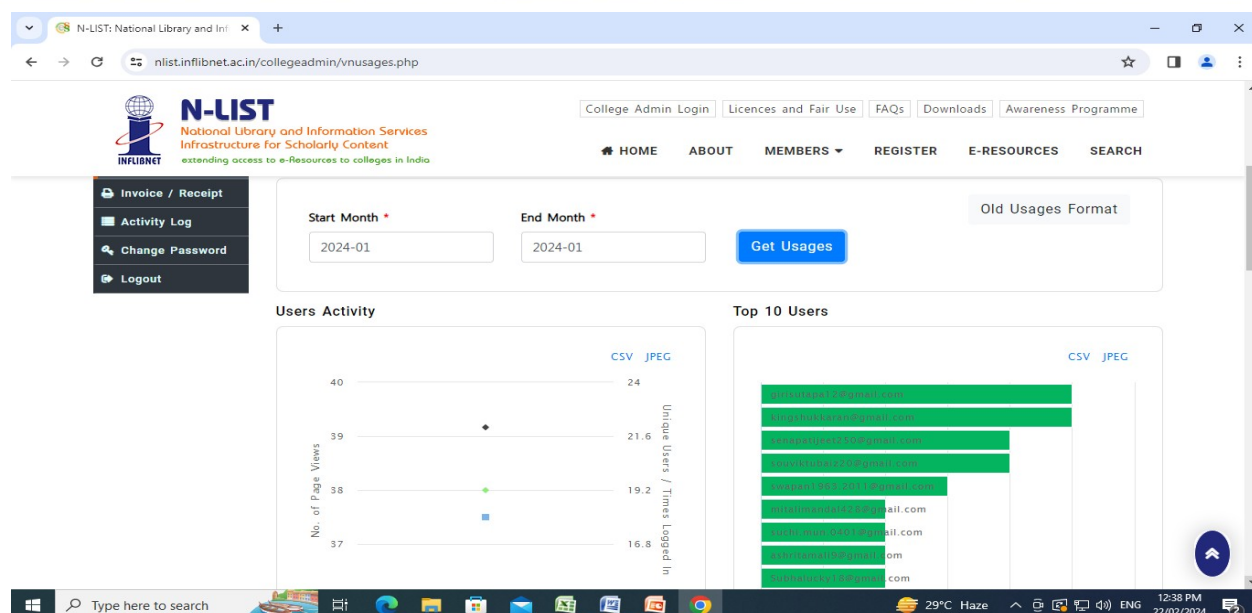 N-LIST: National Library and Inf
nlist.inflibnet.ac.in/collegeadmin/vnusages.php
INFLIBNET
N-LIST
National Library and Information Services
Infrastructure for Scholarly Content
extending access to e-Resources to colleges in India
College Admin Login Licences and Fair Use FAQs Downloads Awareness Programme
HOME ABOUT MEMBERS REGISTER E-RESOURCES SEARCH
Invoice / Receipt
Activity Log
Change Password
Logout
Start Month * End Month *
2024-01 2024-01
Get Usages
Old Usages Format
Users Activity
CSV JPEG
No. of Page Views
40
39
38
37
24
21.6
19.2
16.8
Unique Users / Times Logged In
Top 10 Users
CSV JPEG
girisutapa12@gmail.com
kingshukkaran@gmail.com
senapatijeet250@gmail.com
swapan1963.2011@gmail.com
mitalimandal428@gmail.com
suchi.mun.0401@gmail.com
Subhalucky18@gmail.com
Type here to search
29°C Haze
ENG
12:38 PM
22/02/2024